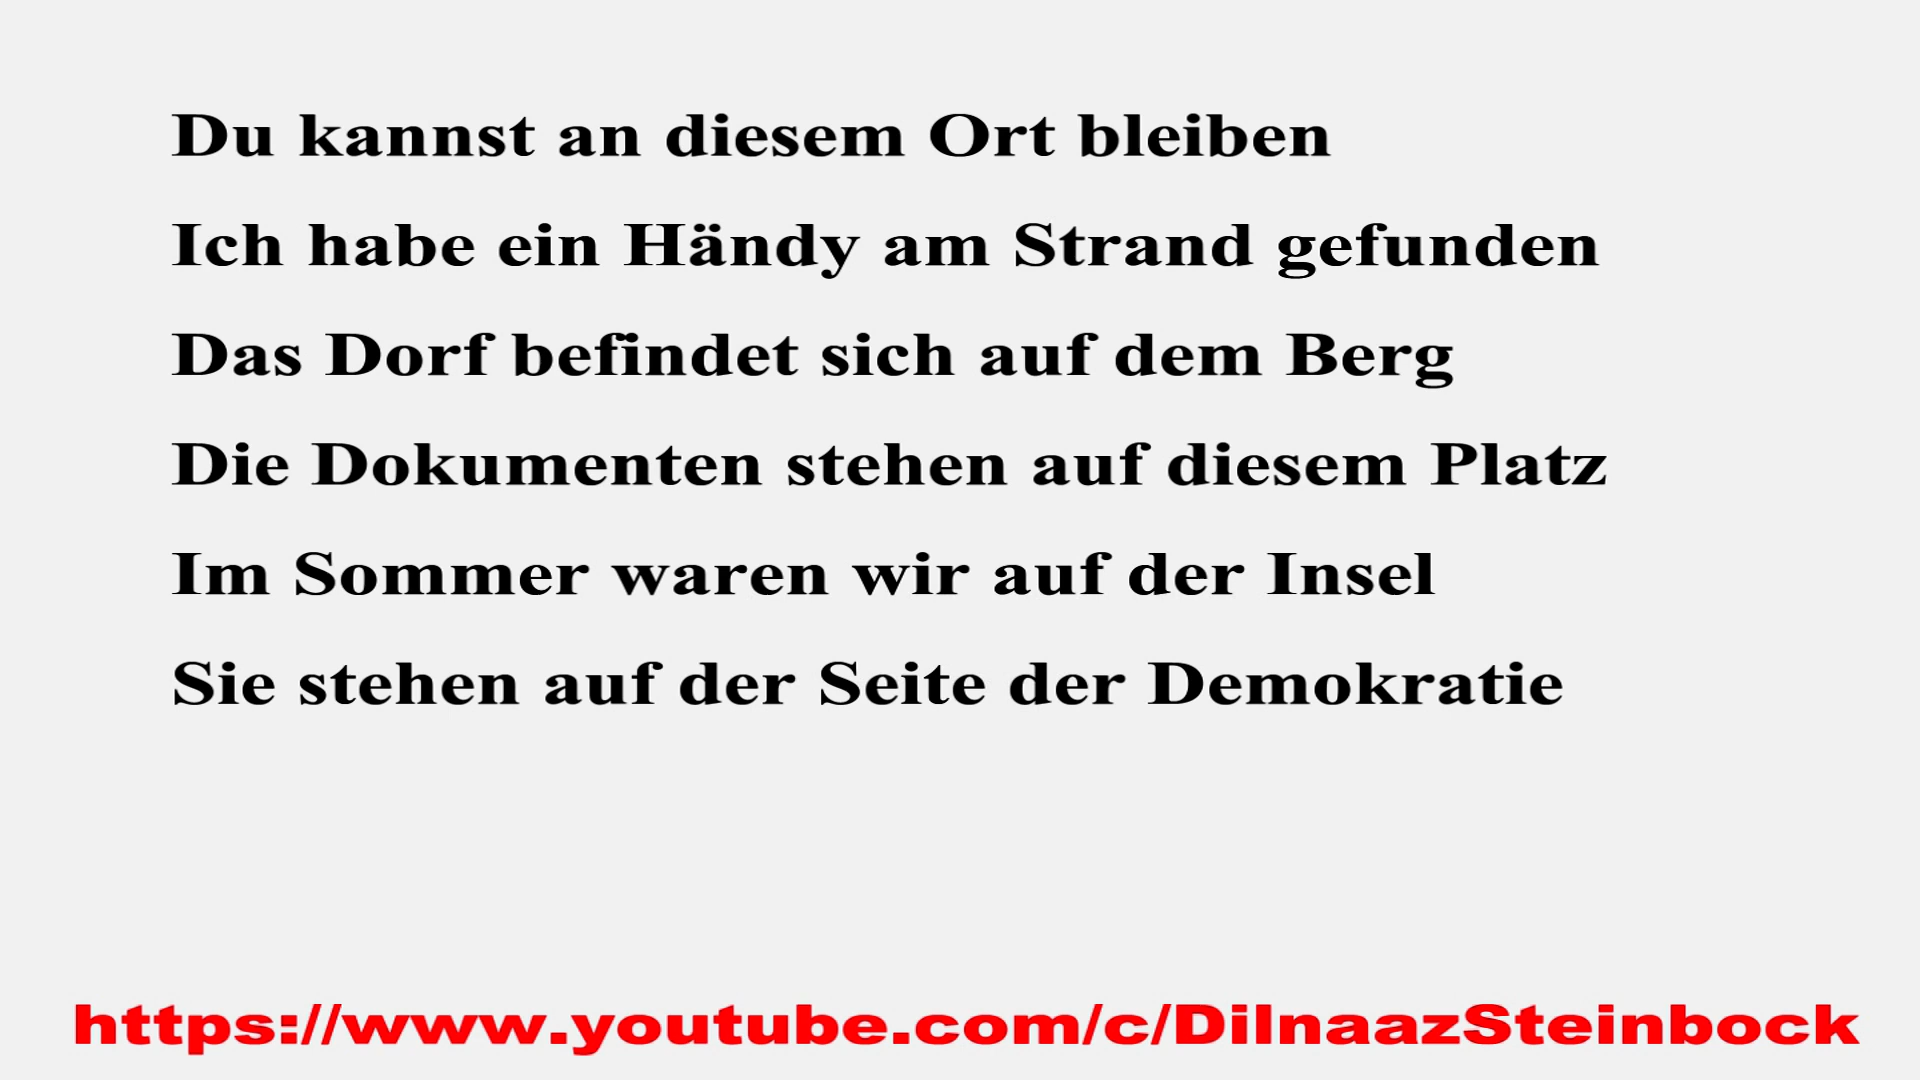 Du kannst an diesem Ort bleiben
Ich habe ein Händy am Strand gefunden
Das Dorf befindet sich auf dem Berg
Die Dokumenten stehen auf diesem Platz
Im Sommer waren wir auf der Insel
Sie stehen auf der Seite der Demokratie
https://www.youtube.com/c/DilnaazSteinbock